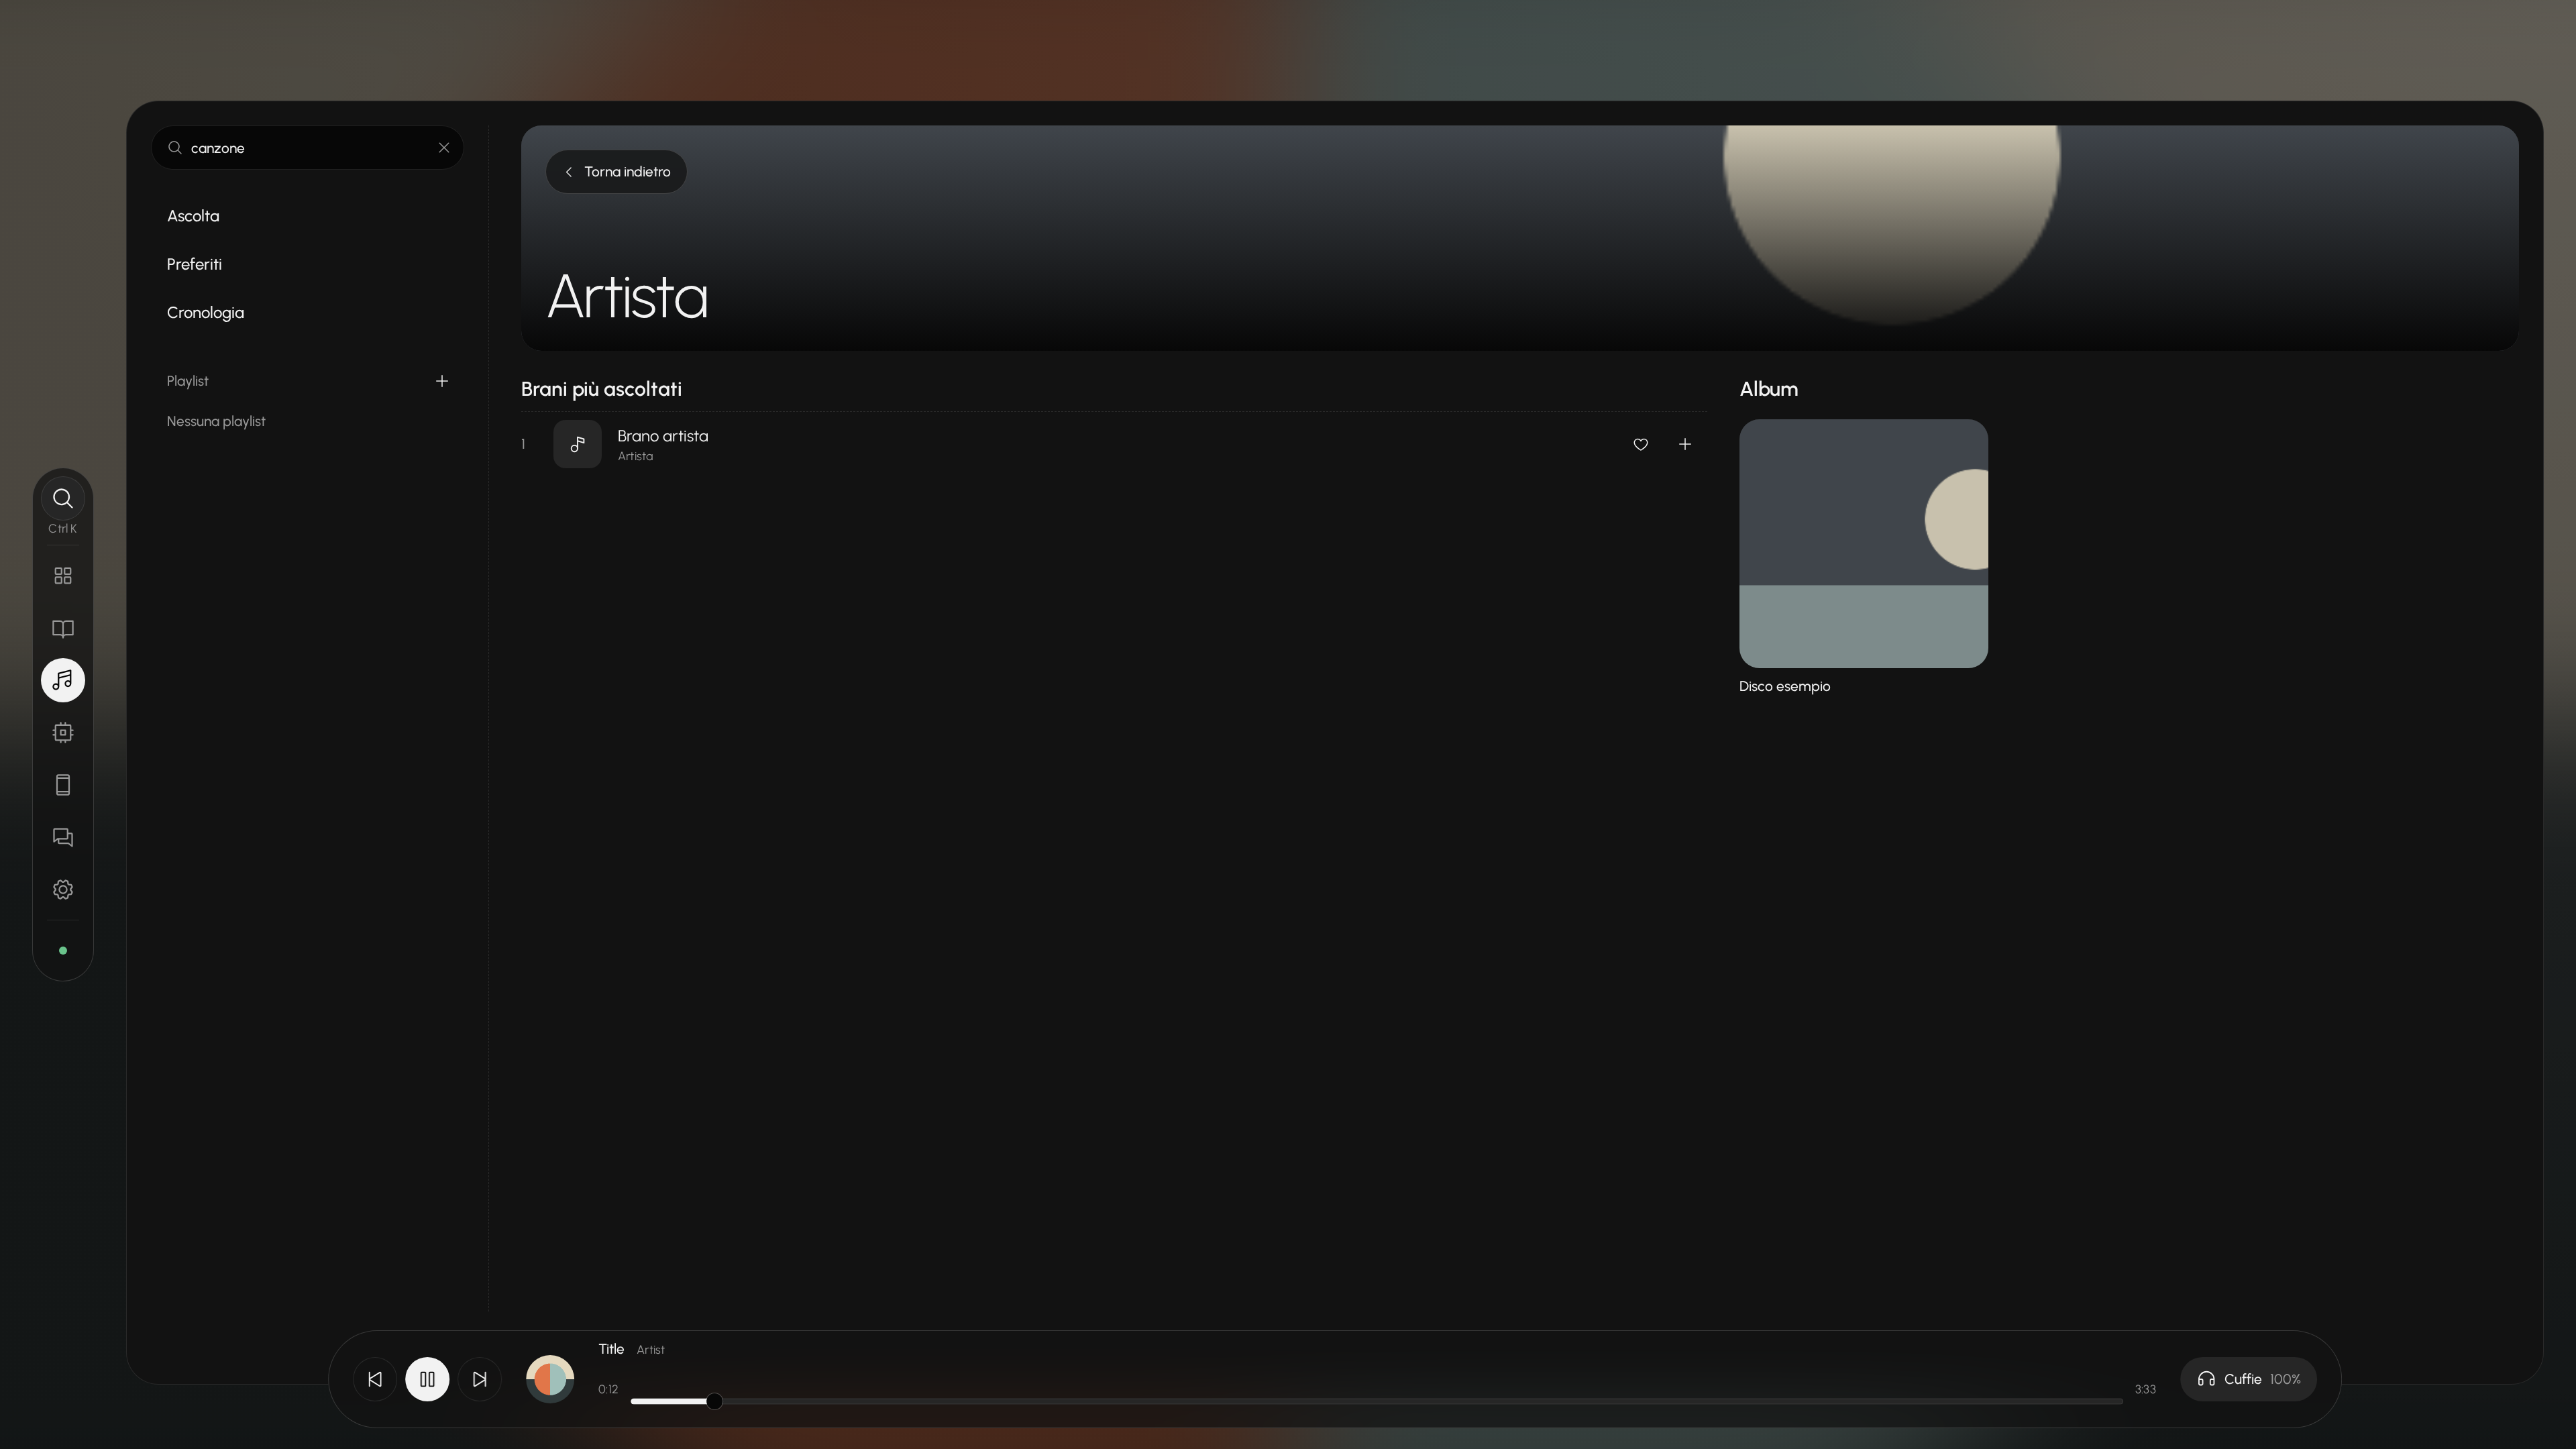 canzone
Ascolta
Preferiti
Cronologia
Playlist
Nessuna playlist
Ctrl K
Torna indietro
Artista
Brani più ascoltati
1
Brano artista
Artista
Album
Disco esempio
Title Artist
0:12
3:33
Cuffie 100%